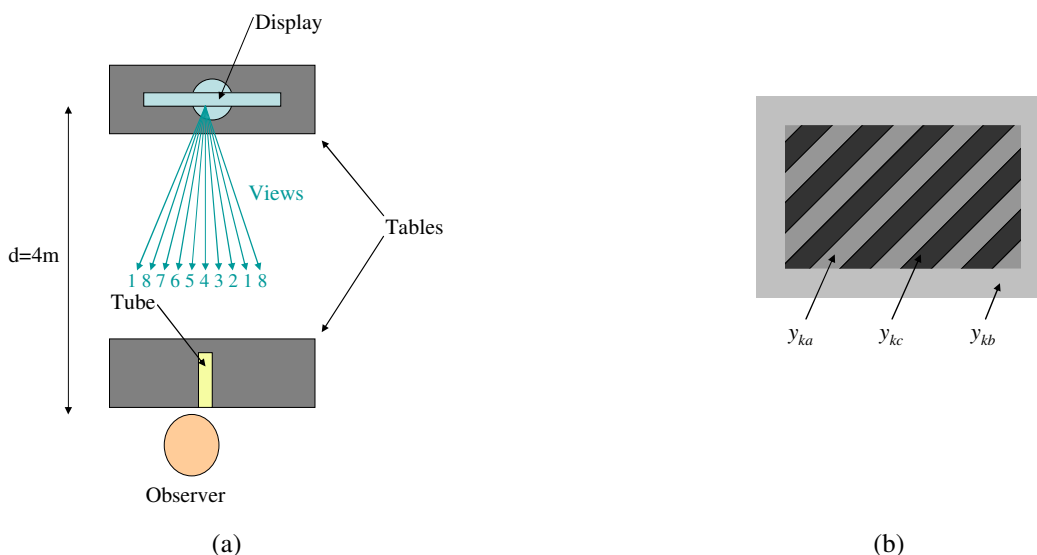 Display
Views
Tables
d=4m
1 8 7 6 5 4 3 2 1 8
Tube
Observer
(a)
y_ka y_kc y_kb
(b)